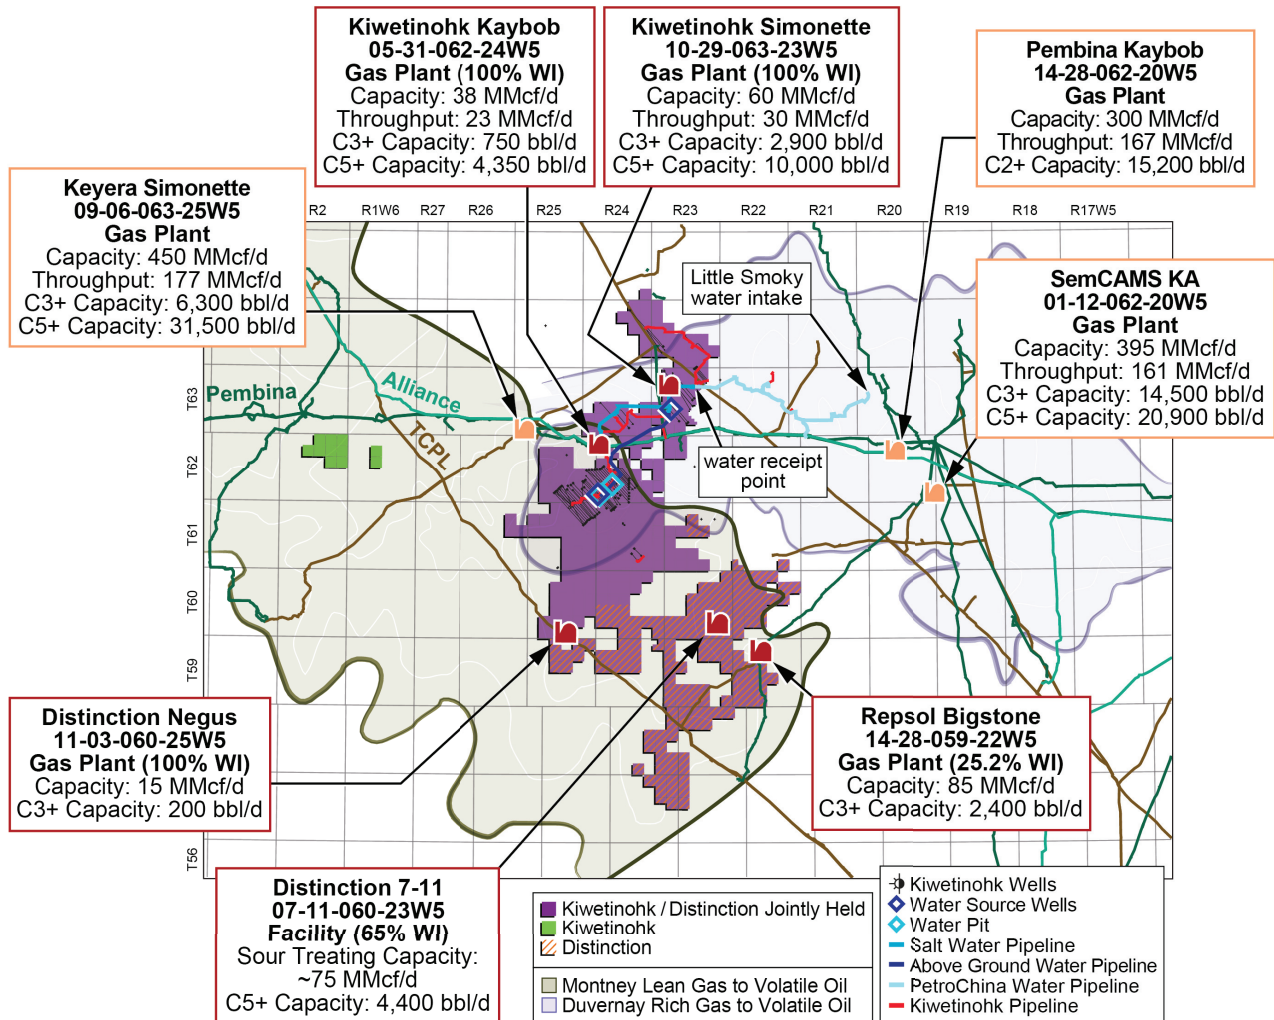 Kiwetinohk Kaybob
05-31-062-24W5
Gas Plant (100% WI)
Capacity: 38 MMcf/d
Throughput: 23 MMcf/d
C3+ Capacity: 750 bbl/d
C5+ Capacity: 4,350 bbl/d
Kiwetinohk Simonette
10-29-063-23W5
Gas Plant (100% WI)
Capacity: 60 MMcf/d
Throughput: 30 MMcf/d
C3+ Capacity: 2,900 bbl/d
C5+ Capacity: 10,000 bbl/d
Pembina Kaybob
14-28-062-20W5
Gas Plant
Capacity: 300 MMcf/d
Throughput: 167 MMcf/d
C2+ Capacity: 15,200 bbl/d
Keyera Simonette
09-06-063-25W5
Gas Plant
Capacity: 450 MMcf/d
Throughput: 177 MMcf/d
C3+ Capacity: 6,300 bbl/d
C5+ Capacity: 31,500 bbl/d
R2 R1W6 R27 R26 R25 R24 R23 R22 R21 R20 R19 R18 R17W5
Little Smoky
water intake
SemCAMS KA
01-12-062-20W5
Gas Plant
Capacity: 395 MMcf/d
Throughput: 161 MMcf/d
C3+ Capacity: 14,500 bbl/d
C5+ Capacity: 20,900 bbl/d
T63
Pembina
Alliance
TCPL
T62
water receipt
point
T61
T60
T59
T56
Distinction Negus
11-03-060-25W5
Gas Plant (100% WI)
Capacity: 15 MMcf/d
C3+ Capacity: 200 bbl/d
Repsol Bigstone
14-28-059-22W5
Gas Plant (25.2% WI)
Capacity: 85 MMcf/d
C3+ Capacity: 2,400 bbl/d
Distinction 7-11
07-11-060-23W5
Facility (65% WI)
Sour Treating Capacity:
~75 MMcf/d
C5+ Capacity: 4,400 bbl/d
Kiwetinohk / Distinction Jointly Held
Kiwetinohk
Distinction
Montney Lean Gas to Volatile Oil
Duvernay Rich Gas to Volatile Oil
Kiwetinohk Wells
Water Source Wells
Water Pit
Salt Water Pipeline
Above Ground Water Pipeline
PetroChina Water Pipeline
Kiwetinohk Pipeline